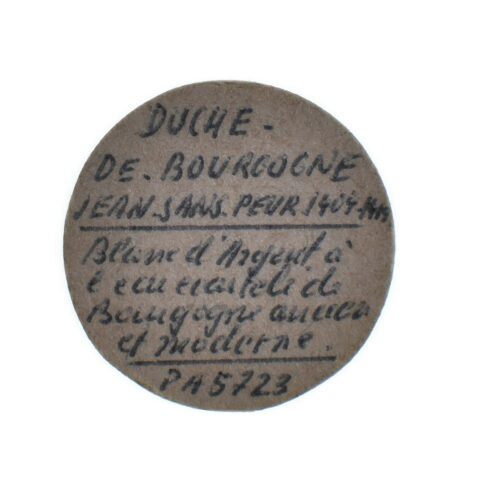 DUCHE -
DE. BOURGOGNE
JEAN. SANS. PEUR. 1404-1419
Blanc d'Argent à
l'ecu ecartelé de
Bourgogne ancien
et moderne.
PA 5723